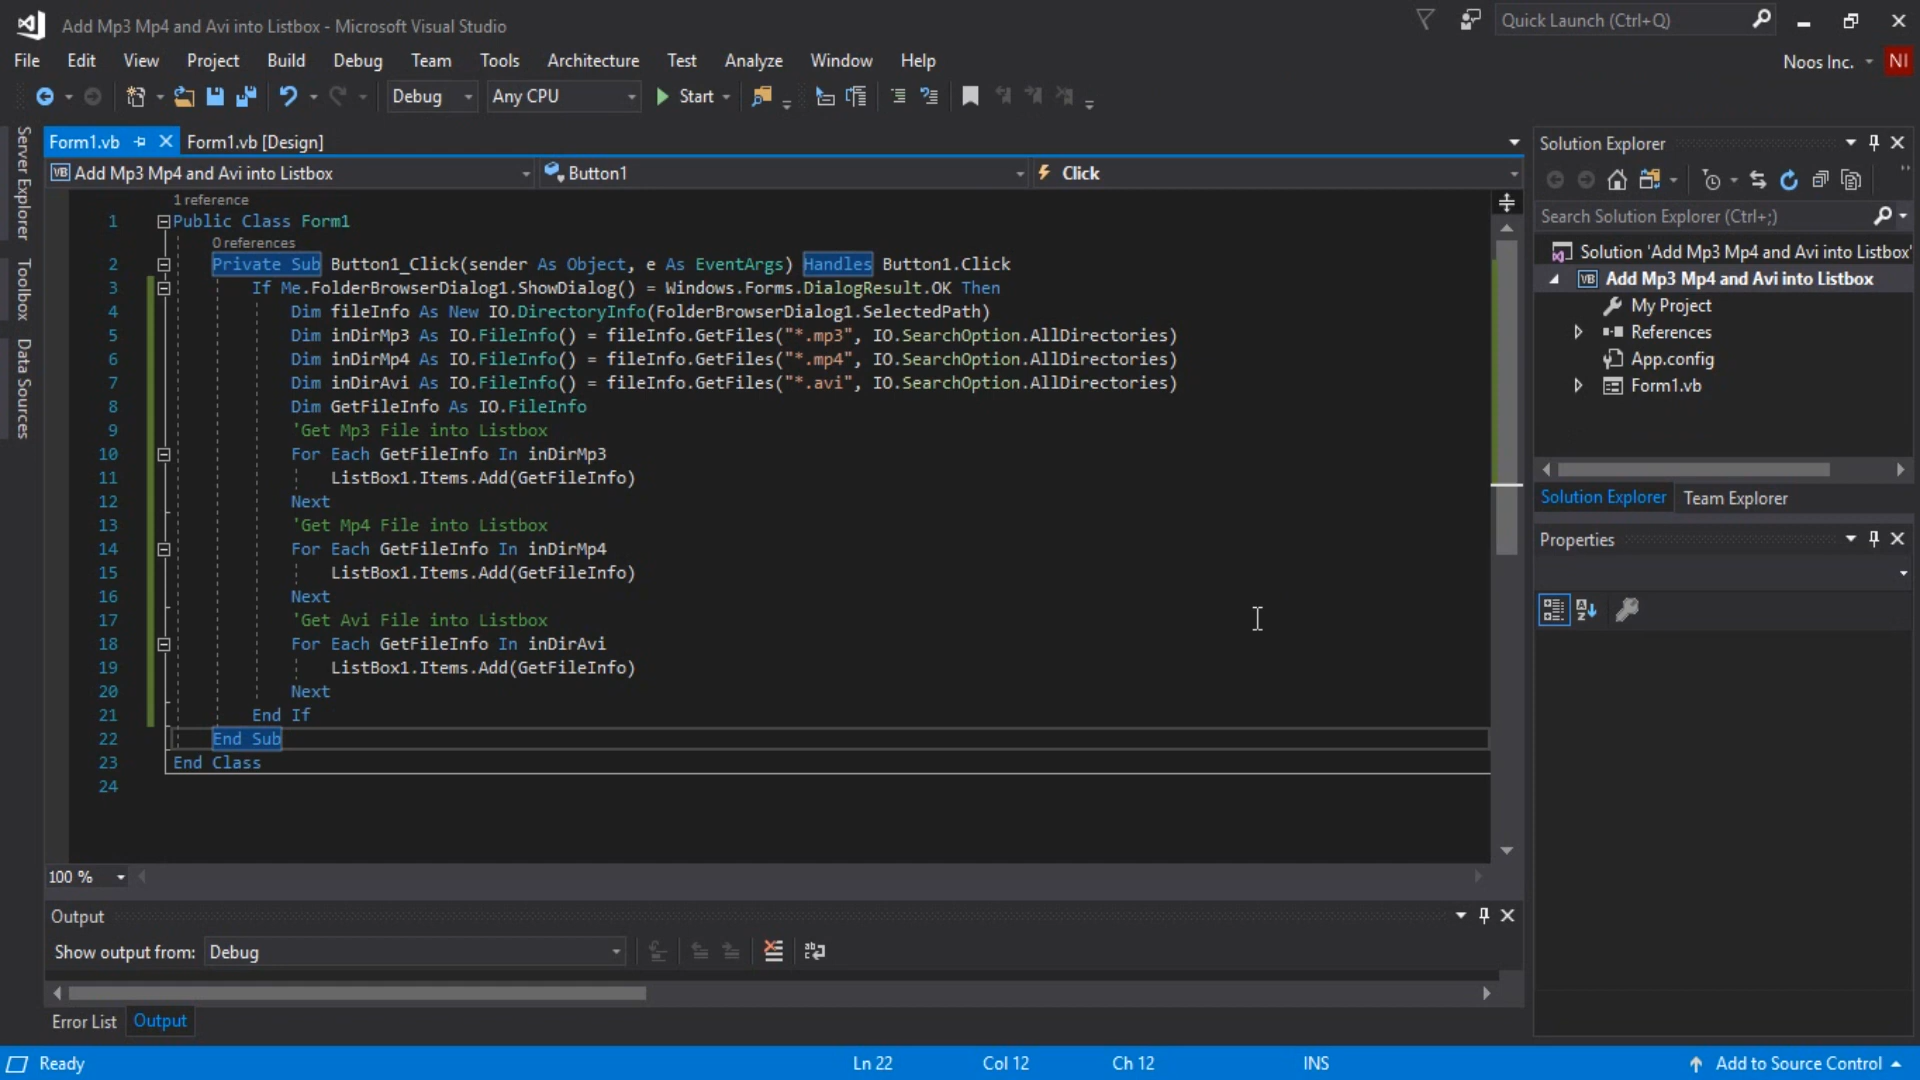 Add Mp3 Mp4 and Avi into Listbox - Microsoft Visual Studio
Quick Launch (Ctrl+Q)
File Edit View Project Build Debug Team Tools Architecture Test Analyze Window Help
Noos Inc. NI
Debug Any CPU Start
Server Explorer
Toolbox
Data Sources
Form1.vb Form1.vb [Design]
VB Add Mp3 Mp4 and Avi into Listbox Button1 Click
1 reference
1 Public Class Form1
0 references
2 Private Sub Button1_Click(sender As Object, e As EventArgs) Handles Button1.Click
3 If Me.FolderBrowserDialog1.ShowDialog() = Windows.Forms.DialogResult.OK Then
4 Dim fileInfo As New IO.DirectoryInfo(FolderBrowserDialog1.SelectedPath)
5 Dim inDirMp3 As IO.FileInfo() = fileInfo.GetFiles("*.mp3", IO.SearchOption.AllDirectories)
6 Dim inDirMp4 As IO.FileInfo() = fileInfo.GetFiles("*.mp4", IO.SearchOption.AllDirectories)
7 Dim inDirAvi As IO.FileInfo() = fileInfo.GetFiles("*.avi", IO.SearchOption.AllDirectories)
8 Dim GetFileInfo As IO.FileInfo
9 'Get Mp3 File into Listbox
10 For Each GetFileInfo In inDirMp3
11 ListBox1.Items.Add(GetFileInfo)
12 Next
13 'Get Mp4 File into Listbox
14 For Each GetFileInfo In inDirMp4
15 ListBox1.Items.Add(GetFileInfo)
16 Next
17 'Get Avi File into Listbox
18 For Each GetFileInfo In inDirAvi
19 ListBox1.Items.Add(GetFileInfo)
20 Next
21 End If
22 End Sub
23 End Class
24
100 %
Output
Show output from: Debug
Error List Output
Solution Explorer
Search Solution Explorer (Ctrl+;)
Solution 'Add Mp3 Mp4 and Avi into Listbox'
VB Add Mp3 Mp4 and Avi into Listbox
My Project
References
App.config
Form1.vb
Solution Explorer Team Explorer
Properties
Ready Ln 22 Col 12 Ch 12 INS Add to Source Control